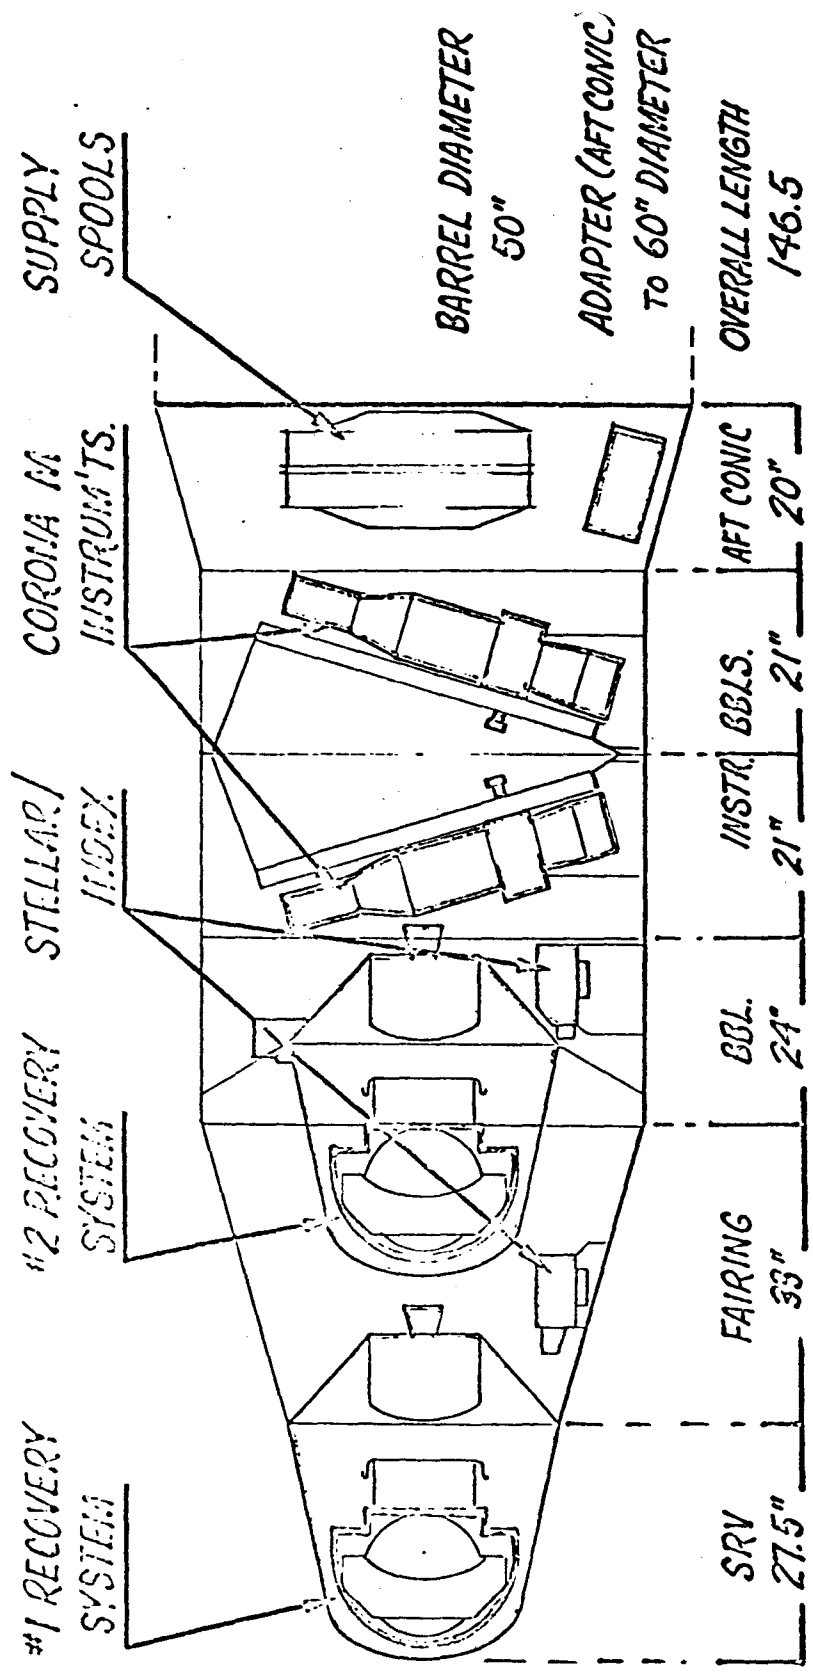 #1 RECOVERY
SYSTEM
#2 RECOVERY
SYSTEM
STELLAR/
INDEX
CORONA M
INSTRUM'TS.
SUPPLY
SPOOLS
BARREL DIAMETER
50"
ADAPTER (AFT CONIC)
TO 60" DIAMETER
OVERALL LENGTH
146.5
SRV
27.5"
FAIRING
33"
BBL.
24"
INSTR. BBLS.
21" 21"
AFT CONIC
20"